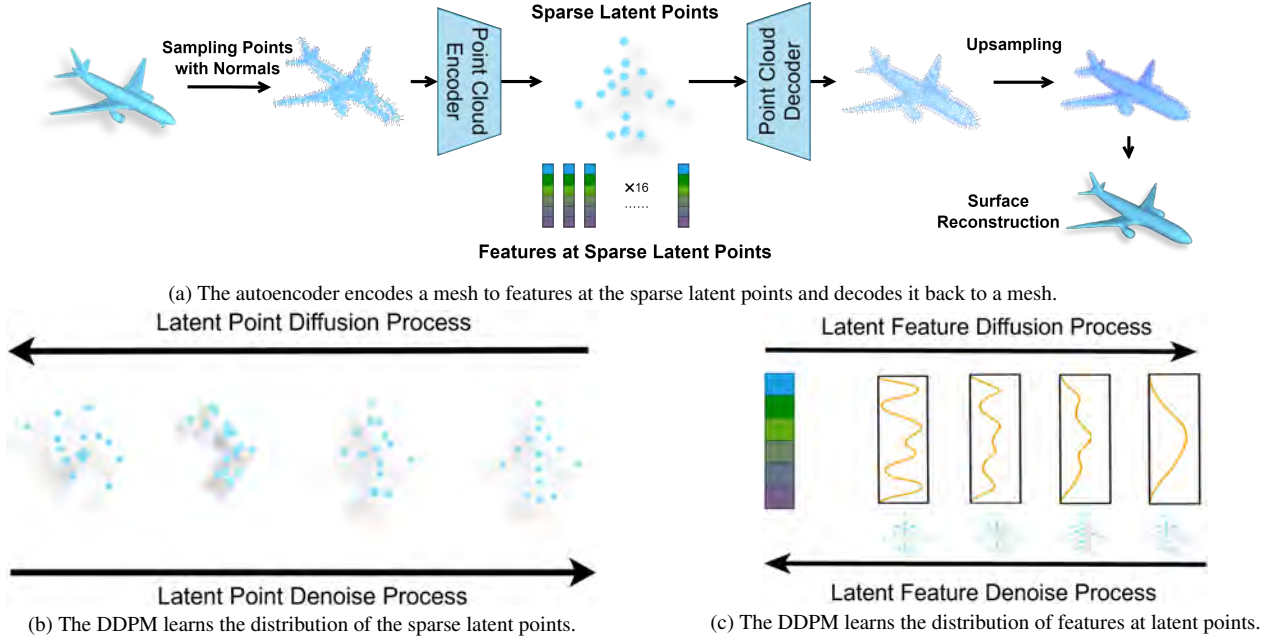 Sparse Latent Points
Sampling Points
with Normals
Point Cloud
Encoder
Point Cloud
Decoder
Upsampling
×16
......
Surface
Reconstruction
Features at Sparse Latent Points
(a) The autoencoder encodes a mesh to features at the sparse latent points and decodes it back to a mesh.
Latent Point Diffusion Process
Latent Point Denoise Process
(b) The DDPM learns the distribution of the sparse latent points.
Latent Feature Diffusion Process
Latent Feature Denoise Process
(c) The DDPM learns the distribution of features at latent points.